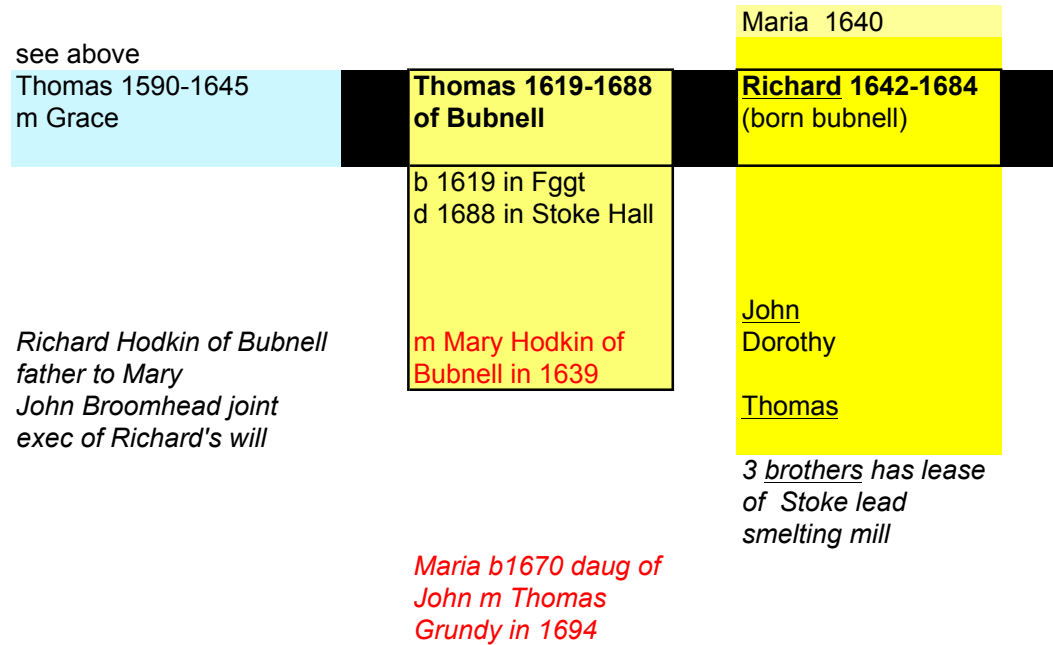 see above
Thomas 1590-1645
m Grace
Richard Hodkin of Bubnell
father to Mary
John Broomhead joint
exec of Richard's will
Thomas 1619-1688
of Bubnell
b 1619 in Fggt
d 1688 in Stoke Hall
m Mary Hodkin of
Bubnell in 1639
Maria b1670 daug of
John m Thomas
Grundy in 1694
Maria 1640
Richard 1642-1684
(born bubnell)
John
Dorothy
Thomas
3 brothers has lease
of Stoke lead
smelting mill